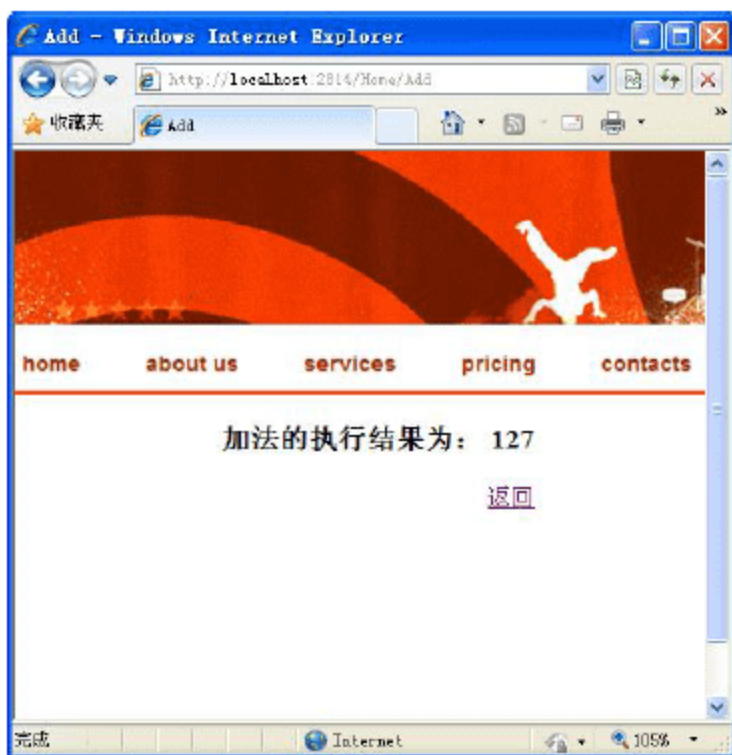 Add - Windows Internet Explorer
http://localhost:2814/Home/Add
收藏夹
Add
home about us services pricing contacts
加法的执行结果为： 127
返回
完成 Internet 105%